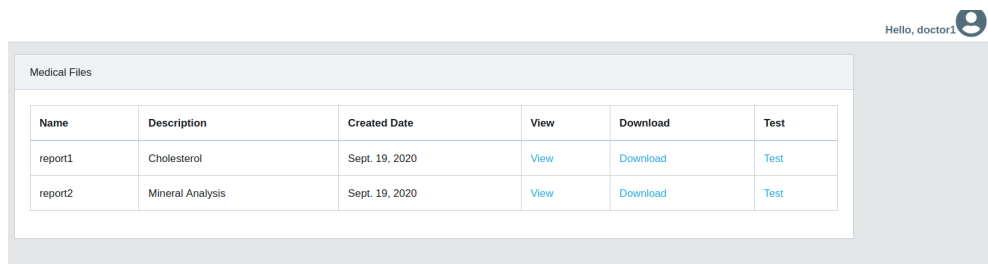 Hello, doctor1
Medical Files
Name Description Created Date View Download Test
report1 Cholesterol Sept. 19, 2020 View Download Test
report2 Mineral Analysis Sept. 19, 2020 View Download Test